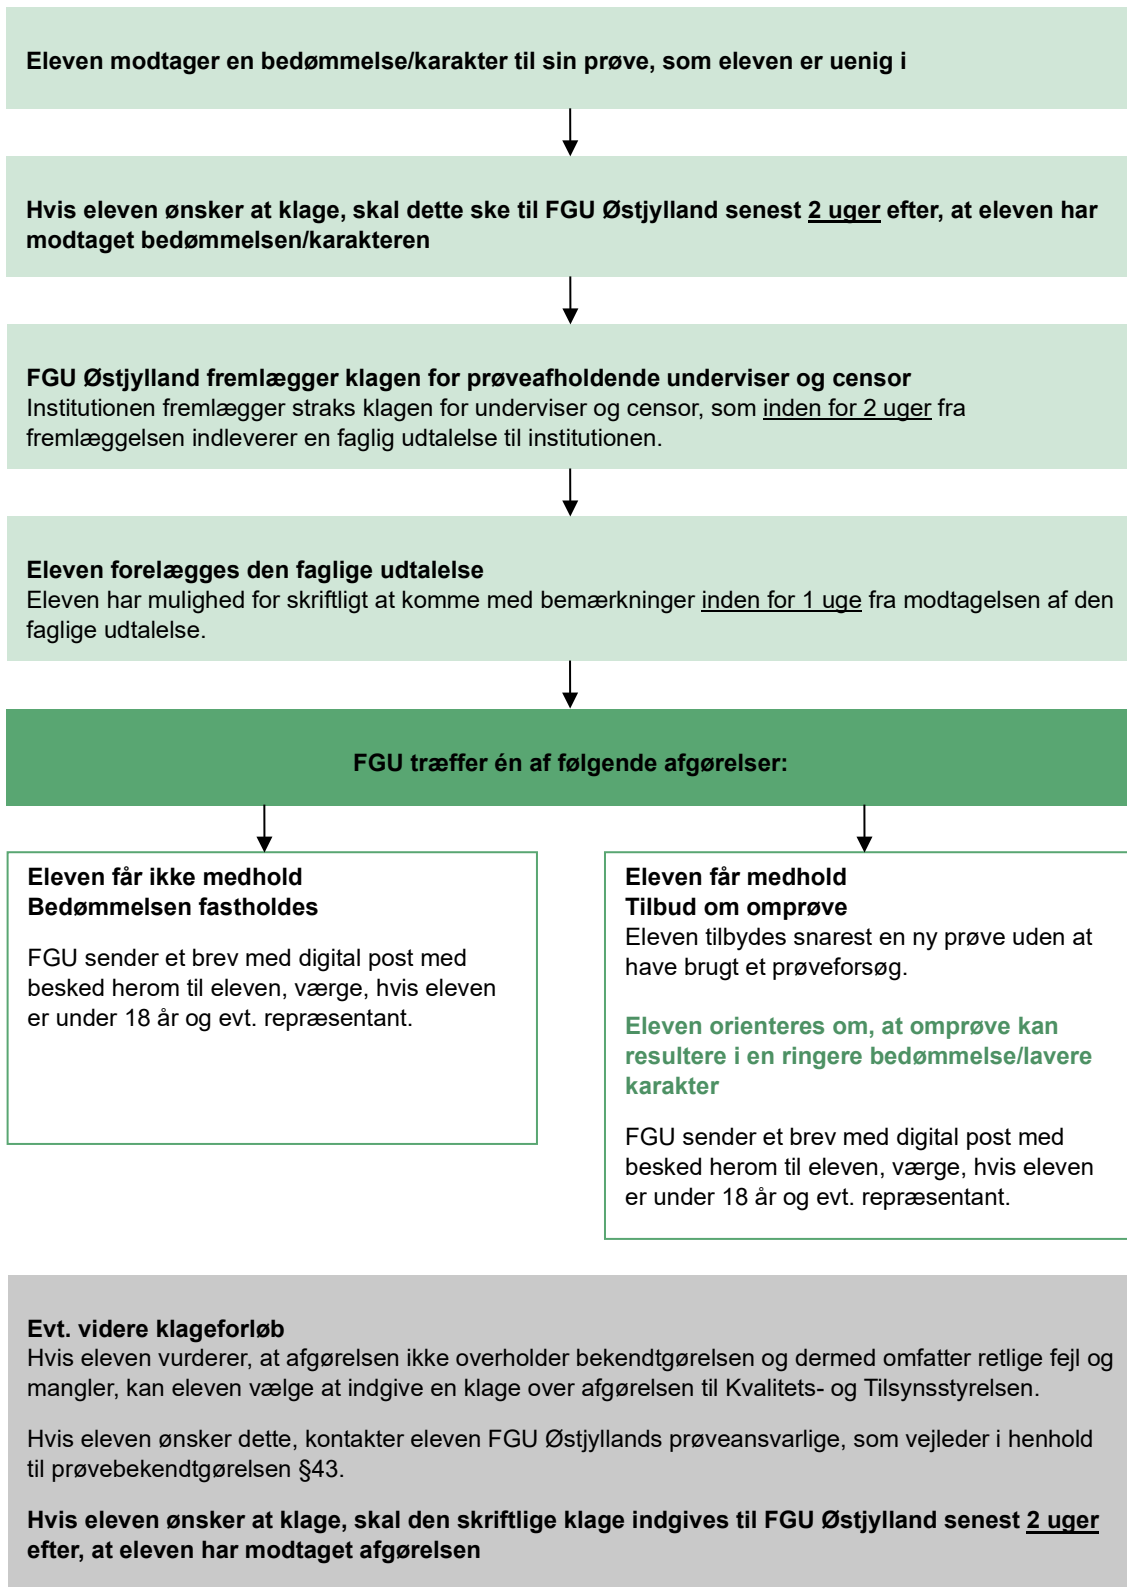 Eleven modtager en bedømmelse/karakter til sin prøve, som eleven er uenig i
Hvis eleven ønsker at klage, skal dette ske til FGU Østjylland senest 2 uger efter, at eleven har
modtaget bedømmelsen/karakteren
FGU Østjylland fremlægger klagen for prøveafholdende underviser og censor
Institutionen fremlægger straks klagen for underviser og censor, som inden for 2 uger fra
fremlæggelsen indleverer en faglig udtalelse til institutionen.
Eleven forelægges den faglige udtalelse
Eleven har mulighed for skriftligt at komme med bemærkninger inden for 1 uge fra modtagelsen af den
faglige udtalelse.
FGU træffer én af følgende afgørelser:
Eleven får ikke medhold
Bedømmelsen fastholdes
FGU sender et brev med digital post med
besked herom til eleven, værge, hvis eleven
er under 18 år og evt. repræsentant.
Eleven får medhold
Tilbud om omprøve
Eleven tilbydes snarest en ny prøve uden at
have brugt et prøveforsøg.
Eleven orienteres om, at omprøve kan
resultere i en ringere bedømmelse/lavere
karakter
FGU sender et brev med digital post med
besked herom til eleven, værge, hvis eleven
er under 18 år og evt. repræsentant.
Evt. videre klageforløb
Hvis eleven vurderer, at afgørelsen ikke overholder bekendtgørelsen og dermed omfatter retlige fejl og
mangler, kan eleven vælge at indgive en klage over afgørelsen til Kvalitets- og Tilsynsstyrelsen.
Hvis eleven ønsker dette, kontakter eleven FGU Østjyllands prøveansvarlige, som vejleder i henhold
til prøvebekendtgørelsen §43.
Hvis eleven ønsker at klage, skal den skriftlige klage indgives til FGU Østjylland senest 2 uger
efter, at eleven har modtaget afgørelsen